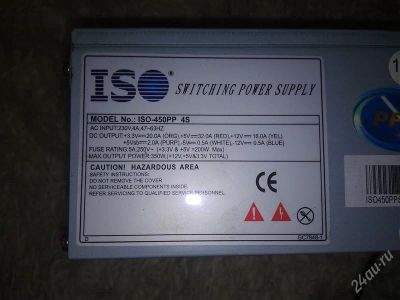 ISO SWITCHING POWER SUPPLY
MODEL No.: ISO-450PP 4S
AC INPUT:230V,4A,47~63HZ
DC OUTPUT:+3.3V=20.0A (ORG),+5V=32.0A (RED),+12V=16.0A (YEL)
+5Vsb=2.0A (PURP),-5V=0.5A (WHITE),-12V=0.5A (BLUE)
FUSE RATING:5A,250V~ (+3.3V & +5V=200W Max)
MAX OUTPUT POWER:350W,(+12V,+5V&3.3V TOTAL)
CAUTION! HAZARDOUS AREA
SAFETY INSTRUCTIONS:
DO NOT REMOVE THIS COVER.
NO SERVICEABLE COMPONENTS INSIDE.
REFER SERVICING TO QUALIFIED SERVICE PERSONNEL.
CE
D
1
ISO450PPS
24au.ru